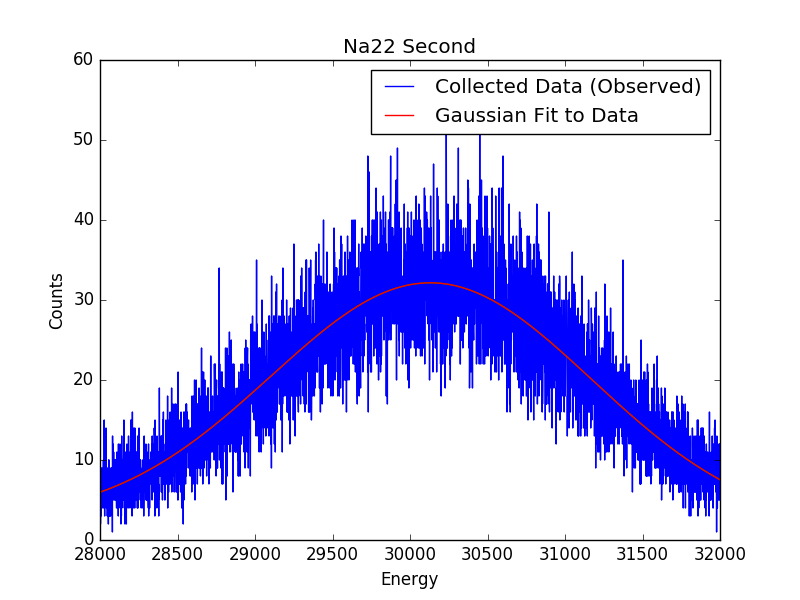 Na22 Second
Collected Data (Observed)
Gaussian Fit to Data
60
50
40
30
20
10
0
Counts
28000 28500 29000 29500 30000 30500 31000 31500 32000
Energy